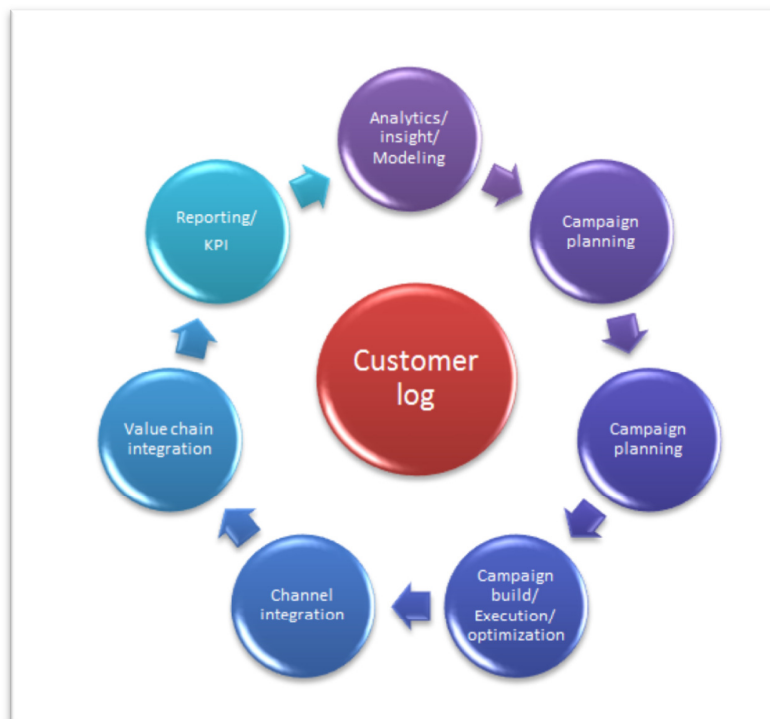 Analytics/
insight/
Modeling
Campaign
planning
Campaign
planning
Campaign
build/
Execution/
optimization
Channel
integration
Value chain
integration
Reporting/
KPI
Customer
log